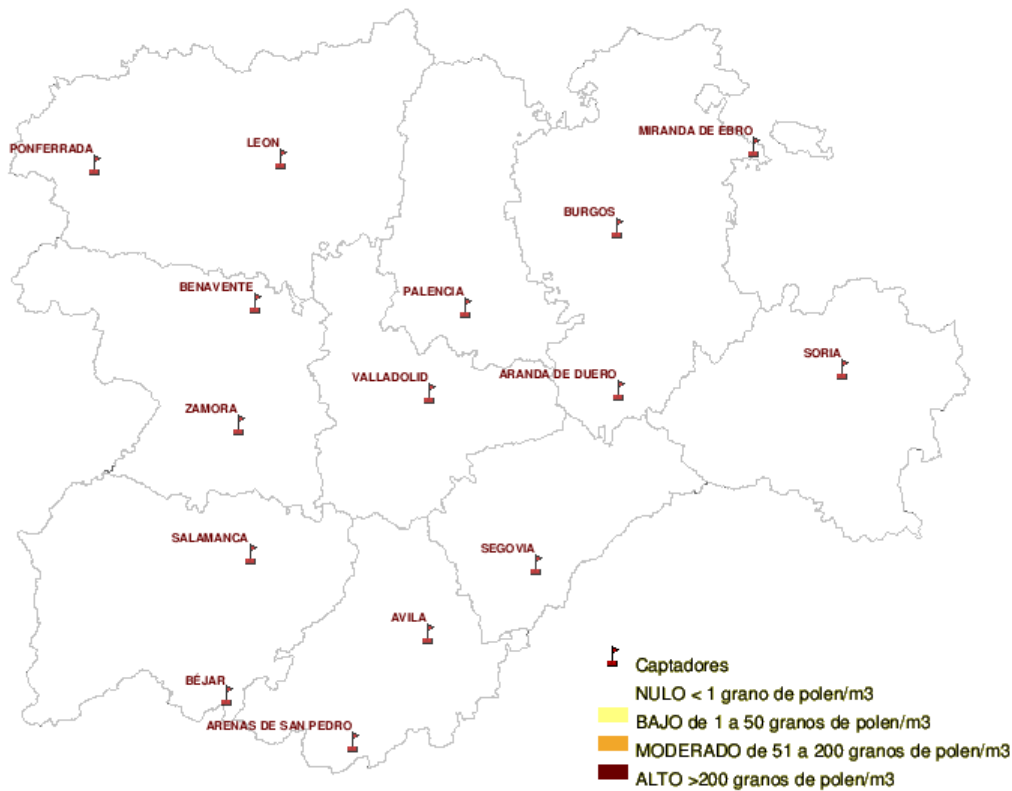 MIRANDA DE EBRO
PONFERRADA
LEON
BURGOS
BENAVENTE
PALENCIA
SORIA
VALLADOLID
ARANDA DE DUERO
ZAMORA
SALAMANCA
SEGOVIA
AVILA
BÉJAR
ARENAS DE SAN PEDRO
Captadores
NULO < 1 grano de polen/m3
BAJO de 1 a 50 granos de polen/m3
MODERADO de 51 a 200 granos de polen/m3
ALTO >200 granos de polen/m3